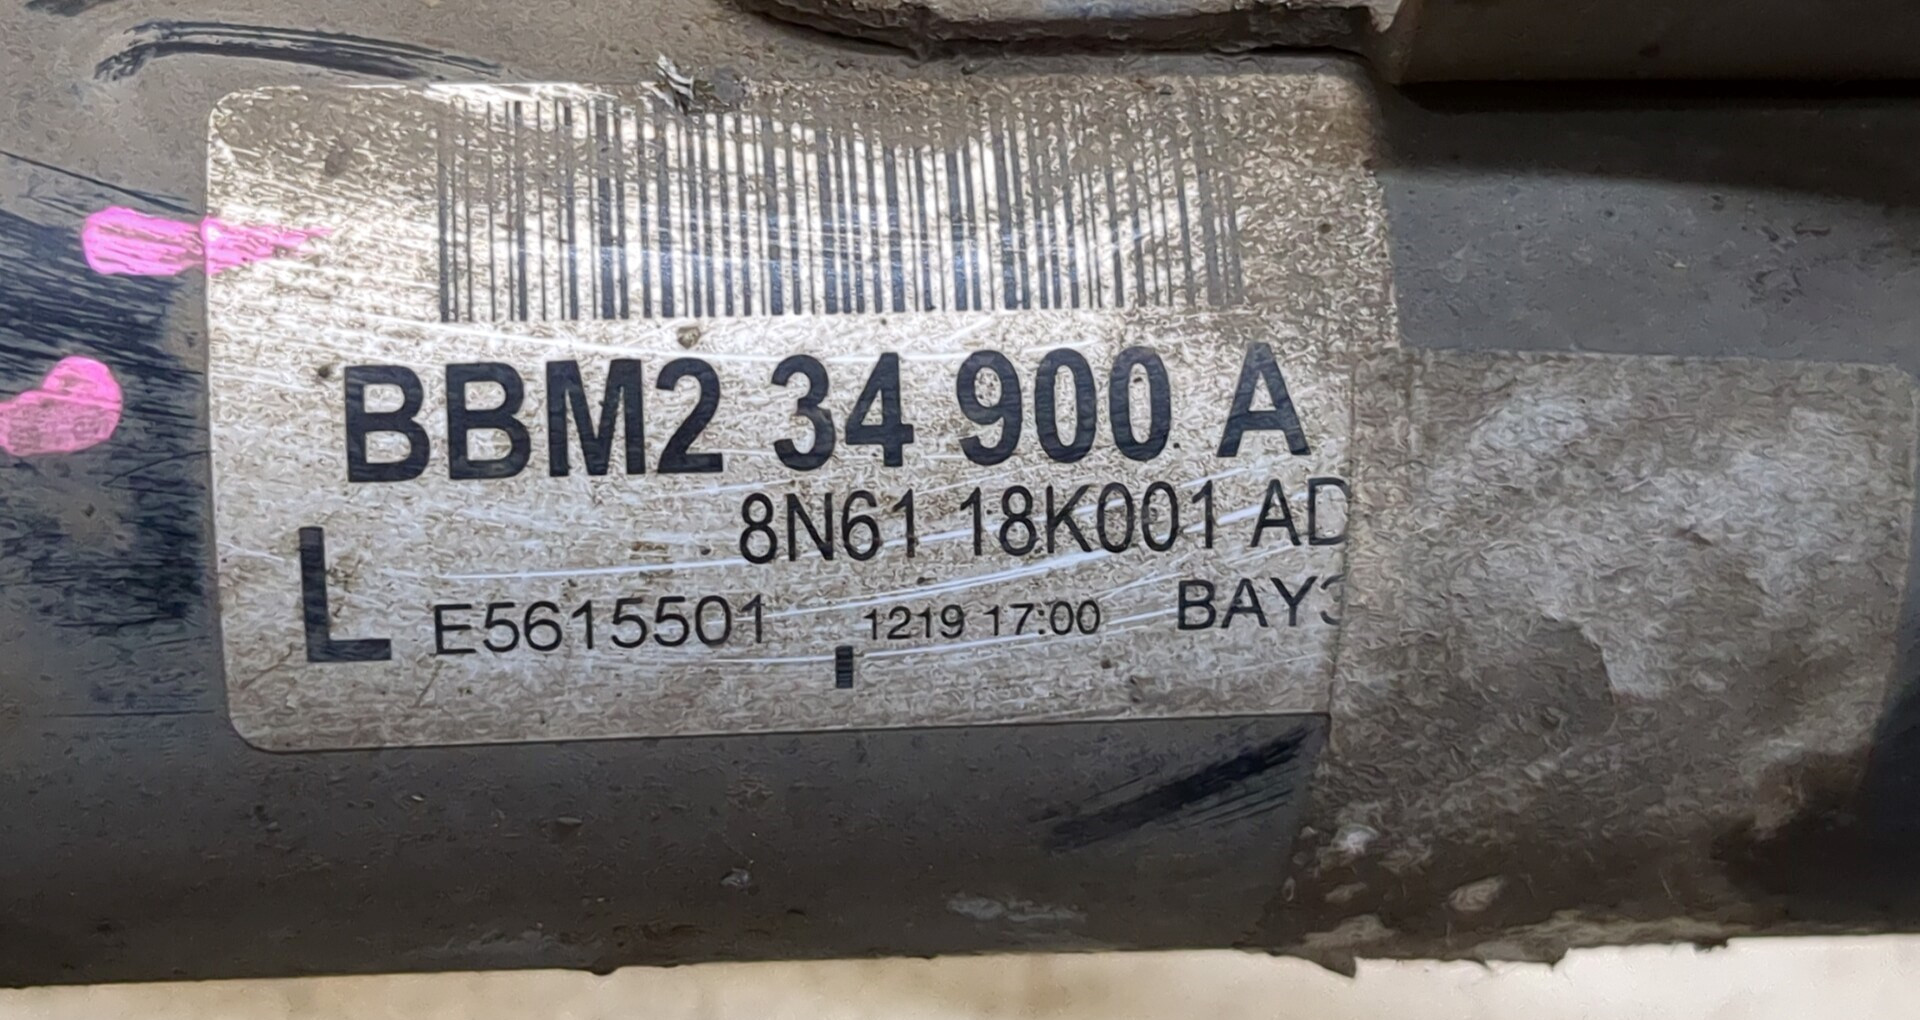 BBM2 34 900 A
8N61 18K001 AD
L E5615501 1219 17:00 BAY3